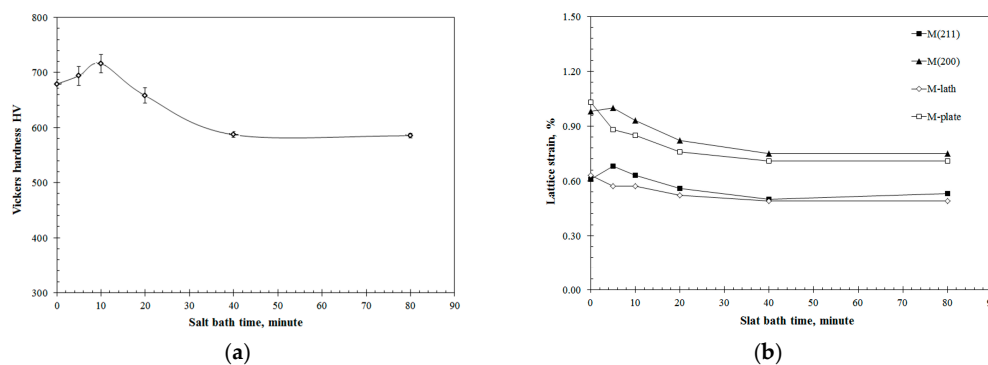 800
700
600
500
400
300
Vickers hardness HV
0 10 20 30 40 50 60 70 80 90
Salt bath time, minute
(a)
1.50
1.20
0.90
0.60
0.30
0.00
Lattice strain, %
M(211)
M(200)
M-lath
M-plate
0 10 20 30 40 50 60 70 80 90
Slat bath time, minute
(b)